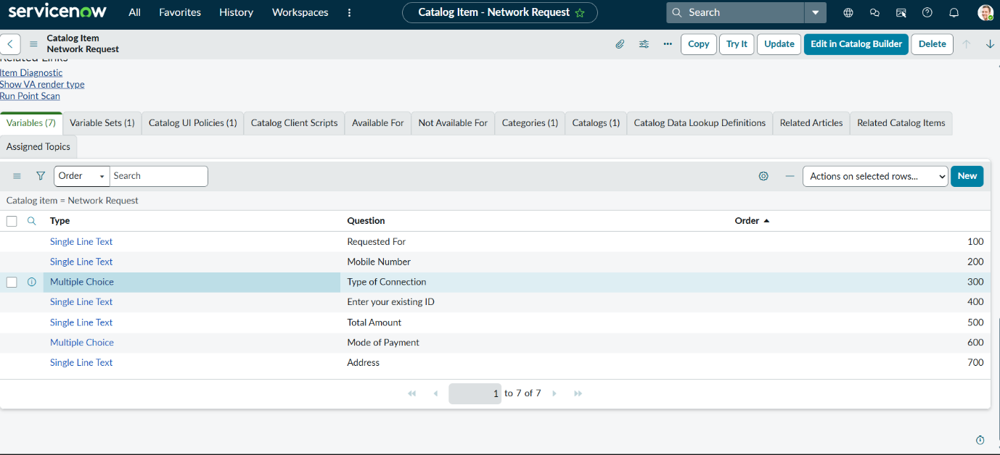 servicenow All Favorites History Workspaces Catalog Item - Network Request Search
Catalog Item
Network Request
Copy Try It Update Edit in Catalog Builder Delete
Related Links
Item Diagnostic
Show VA render type
Run Point Scan
Variables (7) Variable Sets (1) Catalog UI Policies (1) Catalog Client Scripts Available For Not Available For Categories (1) Catalogs (1) Catalog Data Lookup Definitions Related Articles Related Catalog Items
Assigned Topics
Order Search Actions on selected rows... New
Catalog item = Network Request
Type Question Order
Single Line Text Requested For 100
Single Line Text Mobile Number 200
Multiple Choice Type of Connection 300
Single Line Text Enter your existing ID 400
Single Line Text Total Amount 500
Multiple Choice Mode of Payment 600
Single Line Text Address 700
1 to 7 of 7